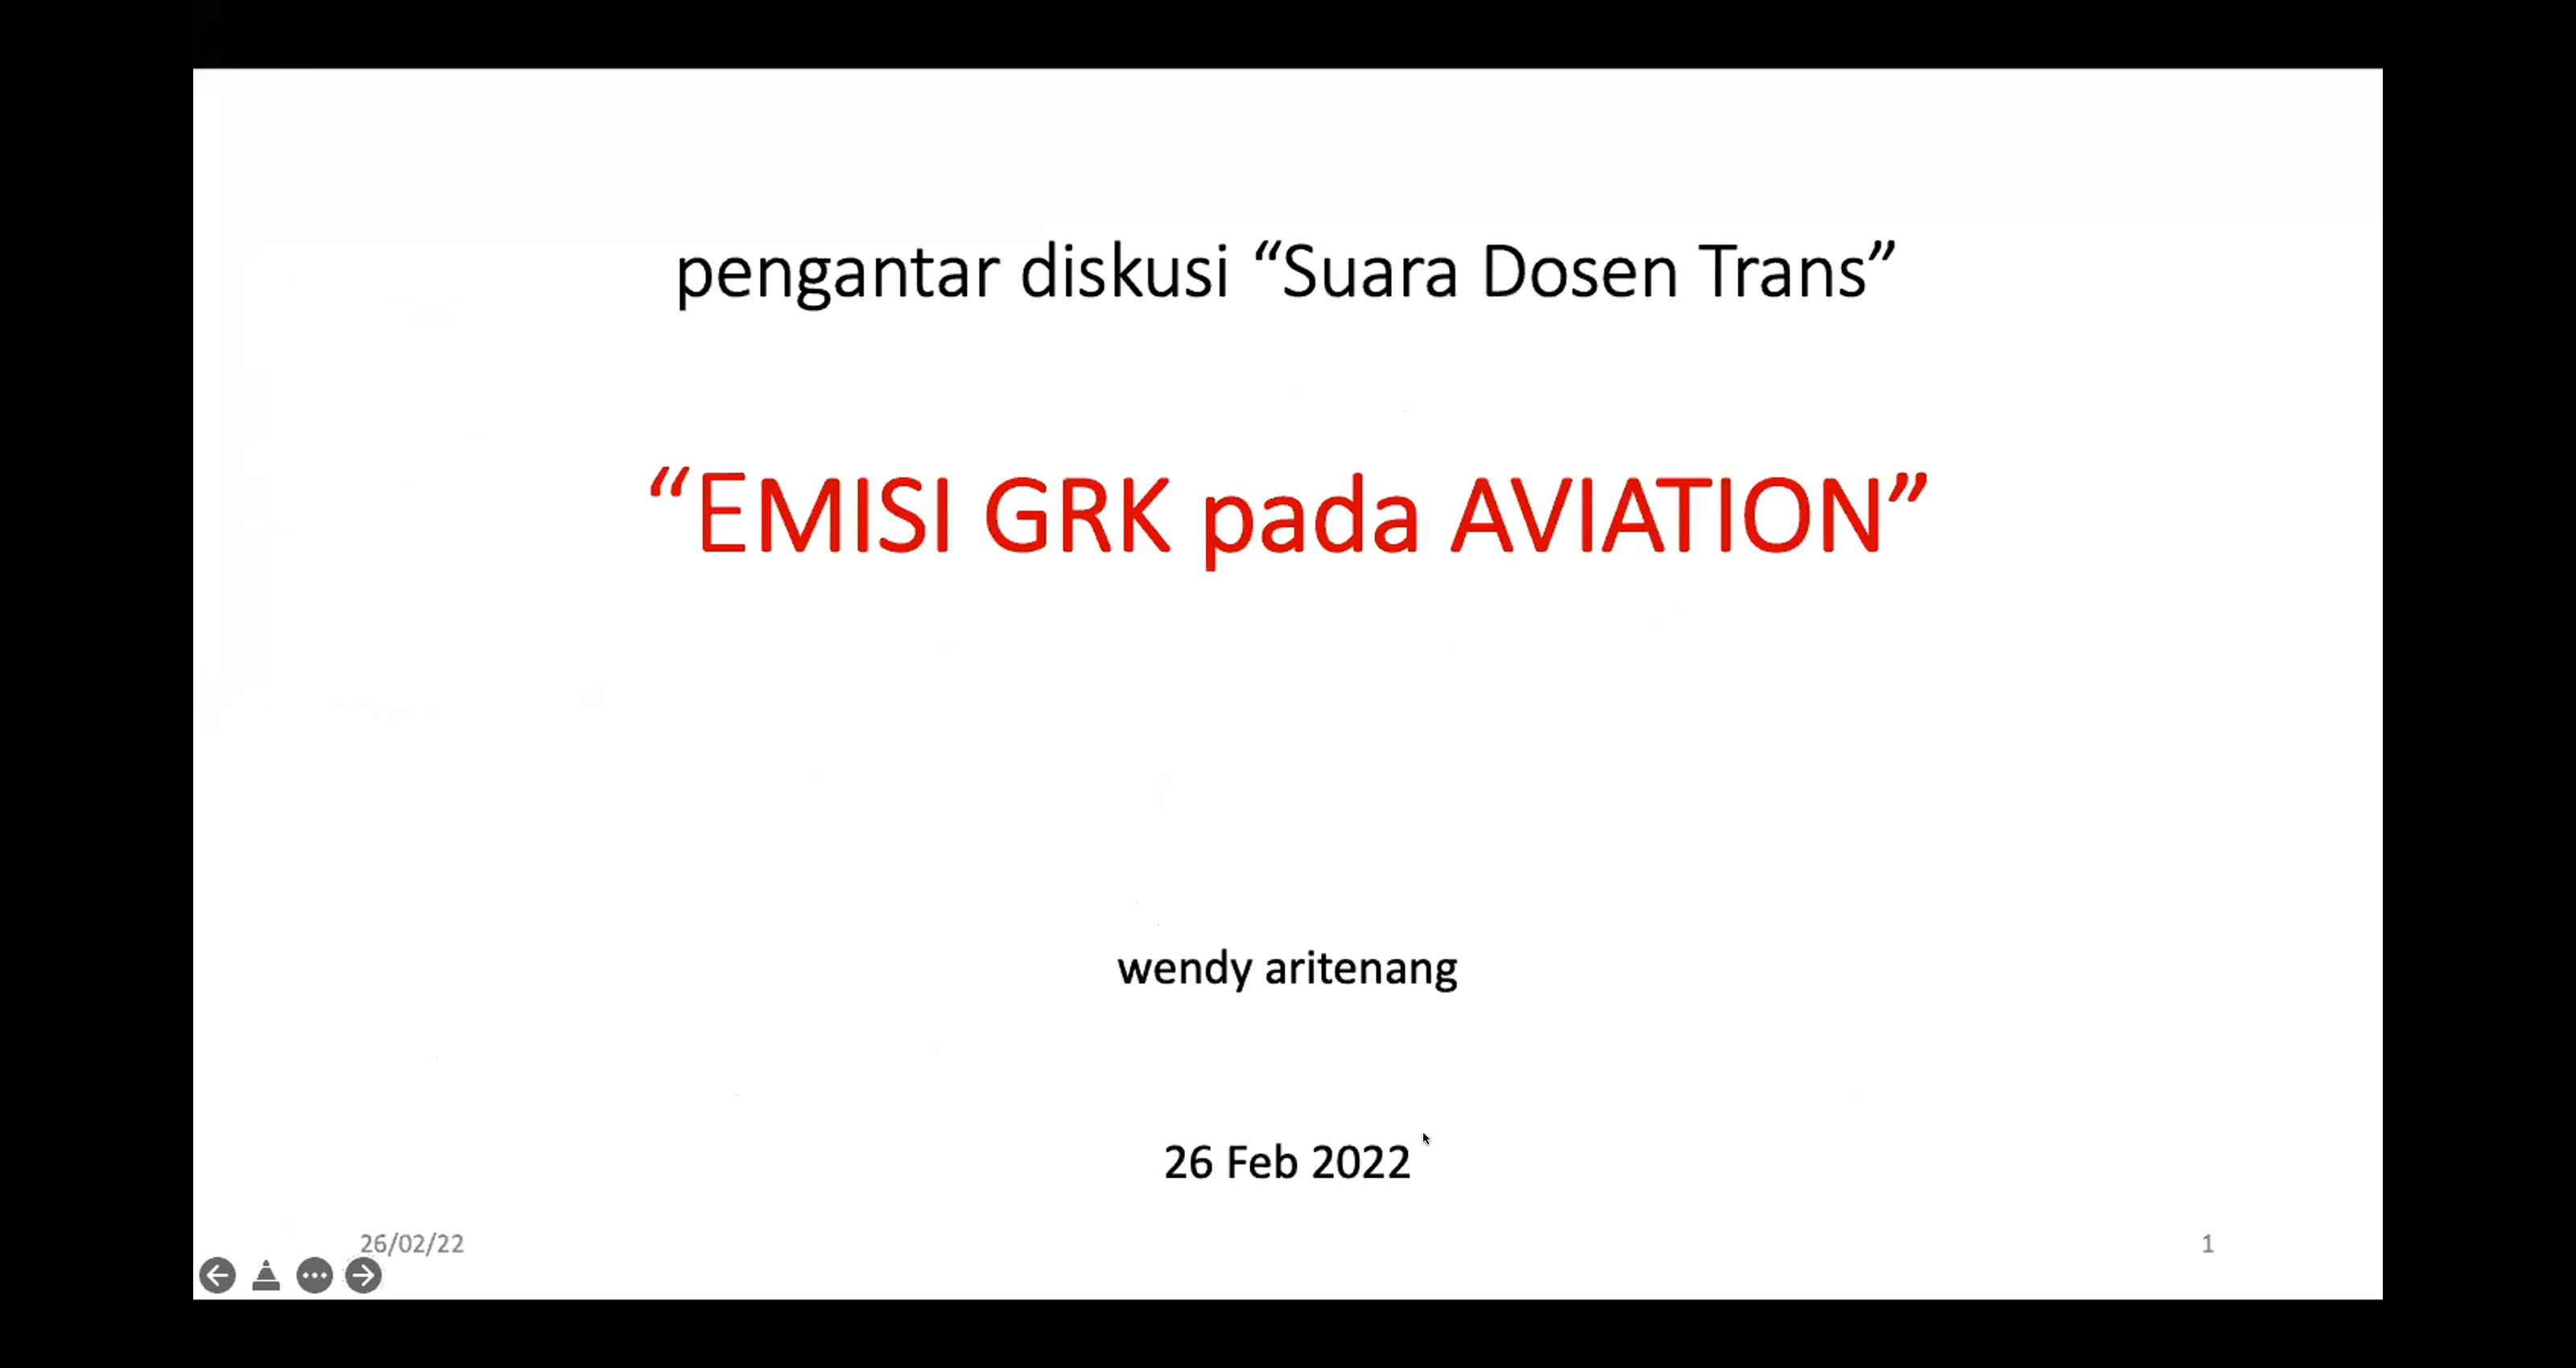 pengantar diskusi “Suara Dosen Trans”
“EMISI GRK pada AVIATION”
wendy aritenang
26 Feb 2022
26/02/22
1